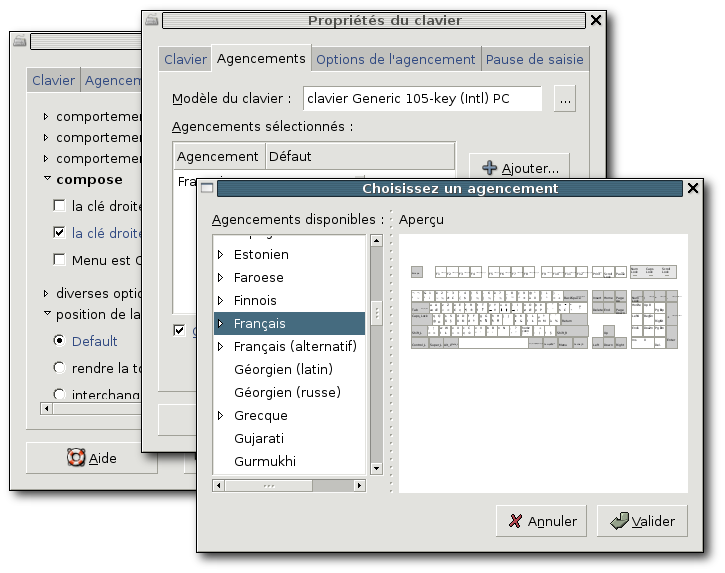 Propriétés du clavier
Clavier
Agencements
Options de l'agencement
Pause de saisie
Modèle du clavier :
clavier Generic 105-key (Intl) PC
...
Agencements sélectionnés :
Agencement
Défaut
Ajouter...
Clavier
comportemen
comportemen
comportemen
compose
la clé droite
la clé droite
Menu est C
diverses optio
position de la
Default
rendre la to
interchang
Aide
Choisissez un agencement
Agencements disponibles :
Aperçu
Estonien
Faroese
Finnois
Français
Français (alternatif)
Géorgien (latin)
Géorgien (russe)
Grecque
Gujarati
Gurmukhi
Annuler
Valider